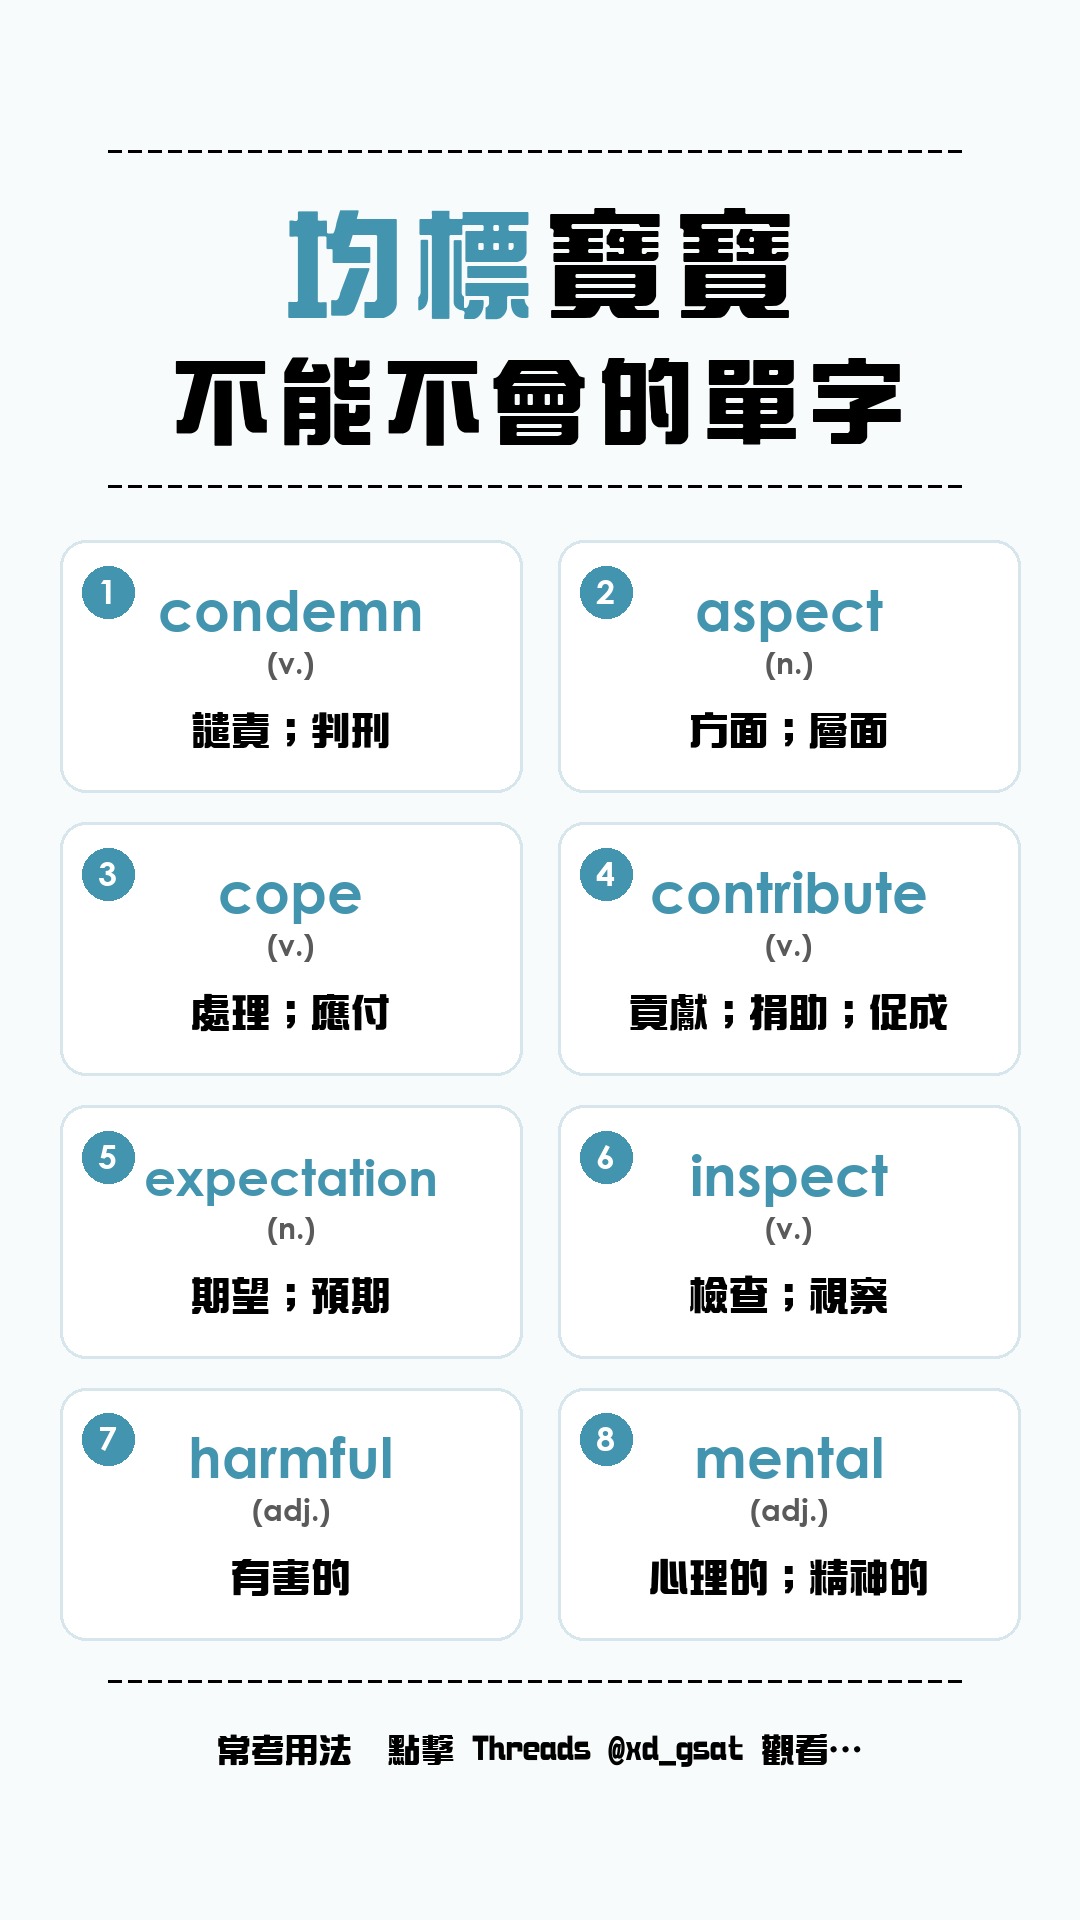 均標寶寶
不能不會的單字
1
condemn
(v.)
譴責；判刑
2
aspect
(n.)
方面；層面
3
cope
(v.)
處理；應付
4
contribute
(v.)
貢獻；捐助；促成
5
expectation
(n.)
期望；預期
6
inspect
(v.)
檢查；視察
7
harmful
(adj.)
有害的
8
mental
(adj.)
心理的；精神的
常考用法 點擊 Threads @xd_gsat 觀看…